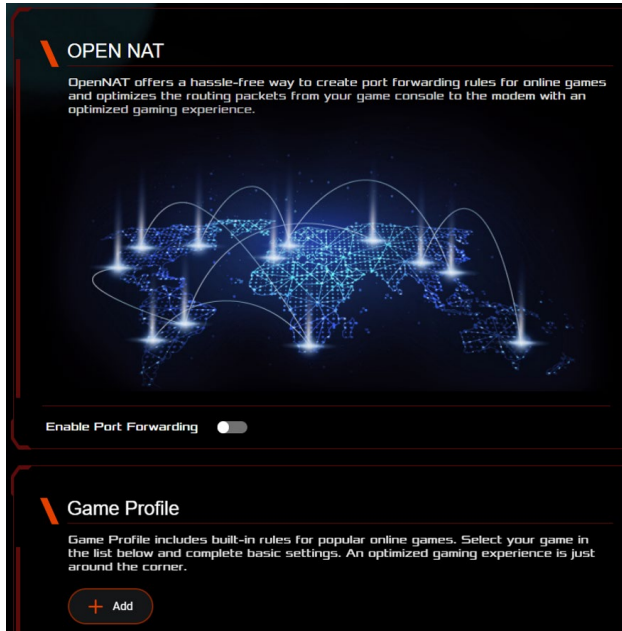 OPEN NAT
OpenNAT offers a hassle-free way to create port forwarding rules for online games
and optimizes the routing packets from your game console to the modem with an
optimized gaming experience.
Enable Port Forwarding
Game Profile
Game Profile includes built-in rules for popular online games. Select your game in
the list below and complete basic settings. An optimized gaming experience is just
around the corner.
+ Add